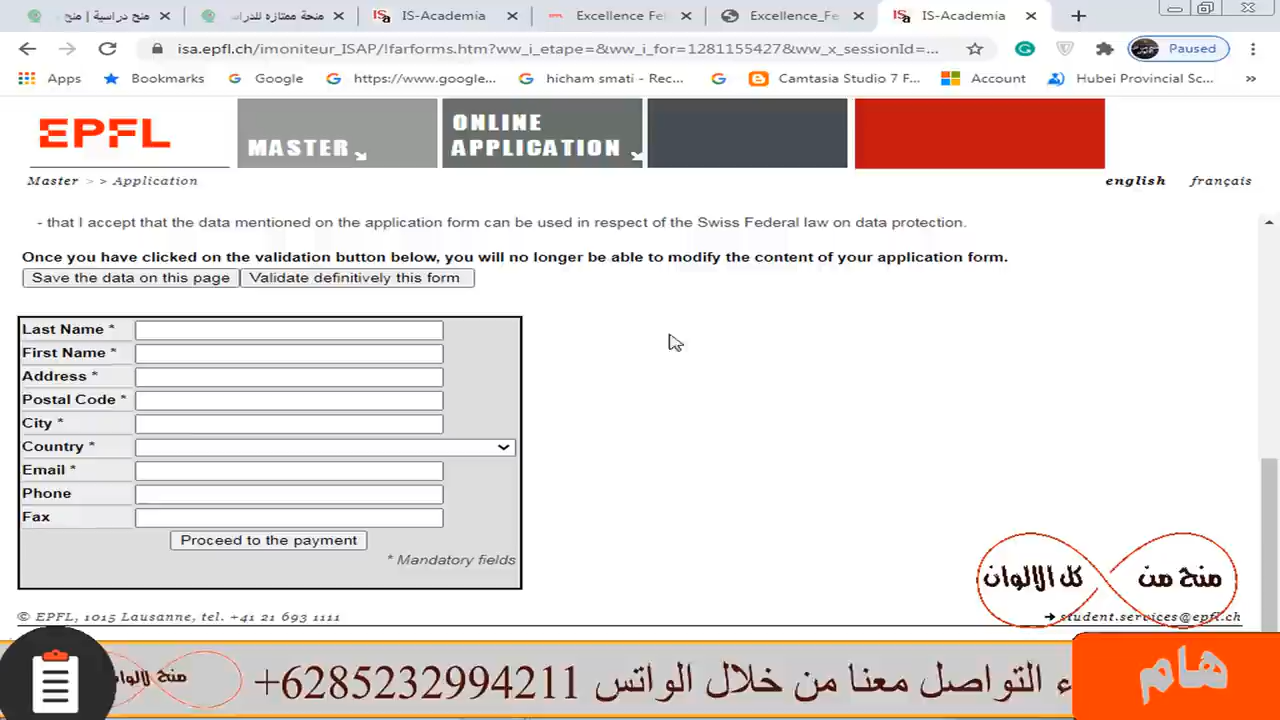 منح دراسية | منح
منحة ممتازه للدراس
IS-Academia
Excellence Fel
Excellence_Fe
IS-Academia
isa.epfl.ch/imoniteur_ISAP/!farforms.htm?ww_i_etape=&ww_i_for=1281155427&ww_x_sessionId=...
Paused
Apps
Bookmarks
Google
https://www.google...
hicham smati - Rec...
Camtasia Studio 7 F...
Account
Hubei Provincial Sc...
»
EPFL
MASTER
ONLINE
APPLICATION
Master > > Application
english français
- that I accept that the data mentioned on the application form can be used in respect of the Swiss Federal law on data protection.
Once you have clicked on the validation button below, you will no longer be able to modify the content of your application form.
Save the data on this page
Validate definitively this form
Last Name *
First Name *
Address *
Postal Code *
City *
Country *
Email *
Phone
Fax
Proceed to the payment
* Mandatory fields
منح من كل الالوان
© EPFL, 1015 Lausanne, tel. +41 21 693 1111
student.services@epfl.ch
هام
ء التواصل معنا من خلال الواتس 6285232994211+